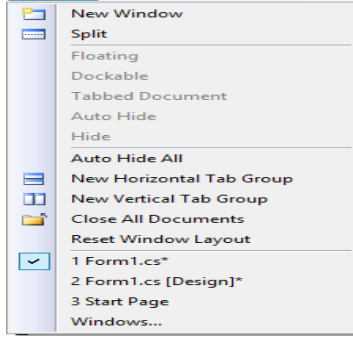 New Window
Split
Floating
Dockable
Tabbed Document
Auto Hide
Hide
Auto Hide All
New Horizontal Tab Group
New Vertical Tab Group
Close All Documents
Reset Window Layout
1 Form1.cs*
2 Form1.cs [Design]*
3 Start Page
Windows...